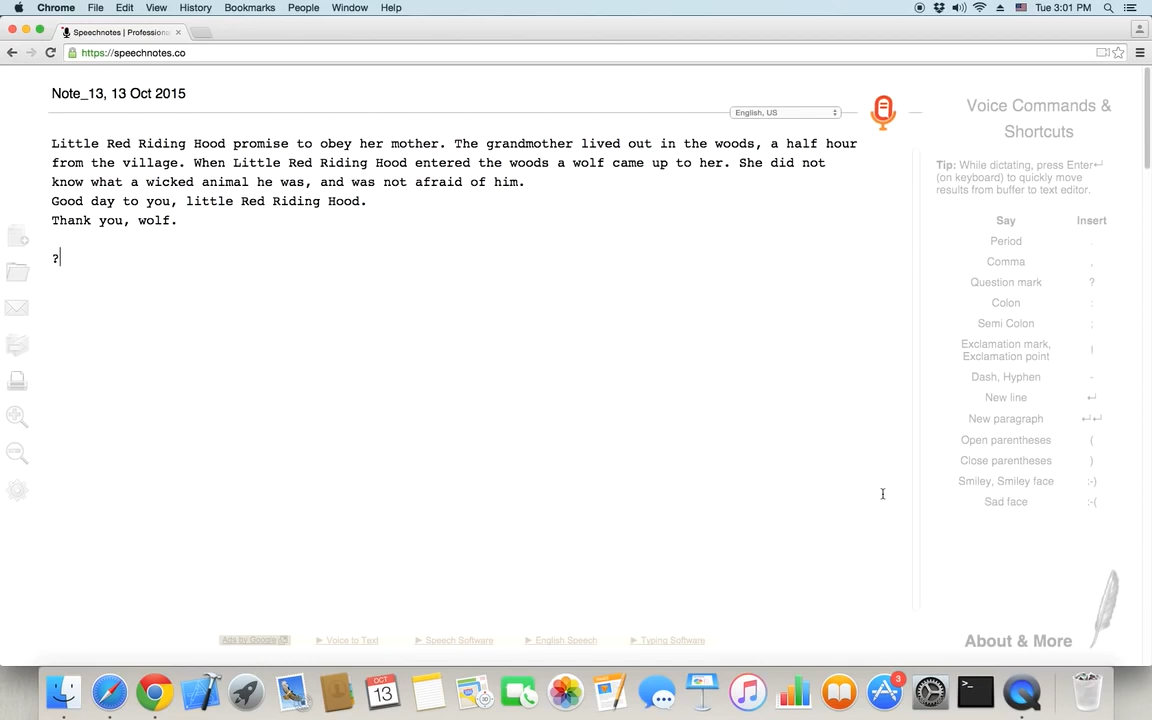 Chrome File Edit View History Bookmarks People Window Help Tue 3:01 PM
Speechnotes | Professiona
https://speechnotes.co
Note_13, 13 Oct 2015
English, US
Little Red Riding Hood promise to obey her mother. The grandmother lived out in the woods, a half hour
from the village. When Little Red Riding Hood entered the woods a wolf came up to her. She did not
know what a wicked animal he was, and was not afraid of him.
Good day to you, little Red Riding Hood.
Thank you, wolf.
?
Voice Commands &
Shortcuts
Tip: While dictating, press Enter↵
(on keyboard) to quickly move
results from buffer to text editor.
Say Insert
Period .
Comma ,
Question mark ?
Colon :
Semi Colon ;
Exclamation mark,
Exclamation point !
Dash, Hyphen -
New line ↵
New paragraph ↵↵
Open parentheses (
Close parentheses )
Smiley, Smiley face :-)
Sad face :-(
Ads by Google ► Voice to Text ► Speech Software ► English Speech ► Typing Software
About & More
OCT
13
3
>_